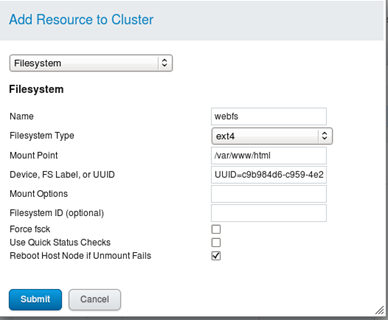 Add Resource to Cluster
Filesystem
Filesystem
Name webfs
Filesystem Type ext4
Mount Point /var/www/html
Device, FS Label, or UUID UUID=c9b984d6-c959-4e2
Mount Options
Filesystem ID (optional)
Force fsck
Use Quick Status Checks
Reboot Host Node if Unmount Fails
Submit Cancel